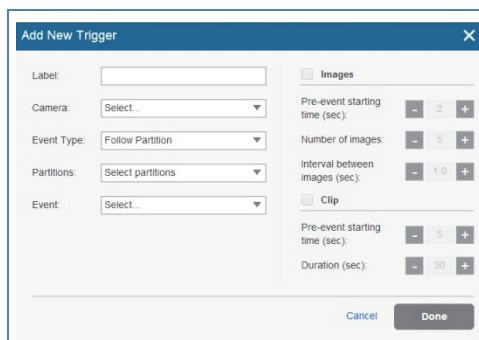 Add New Trigger
Label:
Camera: Select...
Event Type: Follow Partition
Partitions: Select partitions
Event: Select...
Images
Pre-event starting
time (sec): - 2 +
Number of images: - 5 +
Interval between
images (sec): - 1.0 +
Clip
Pre-event starting
time (sec): - 5 +
Duration (sec): - 30 +
Cancel Done